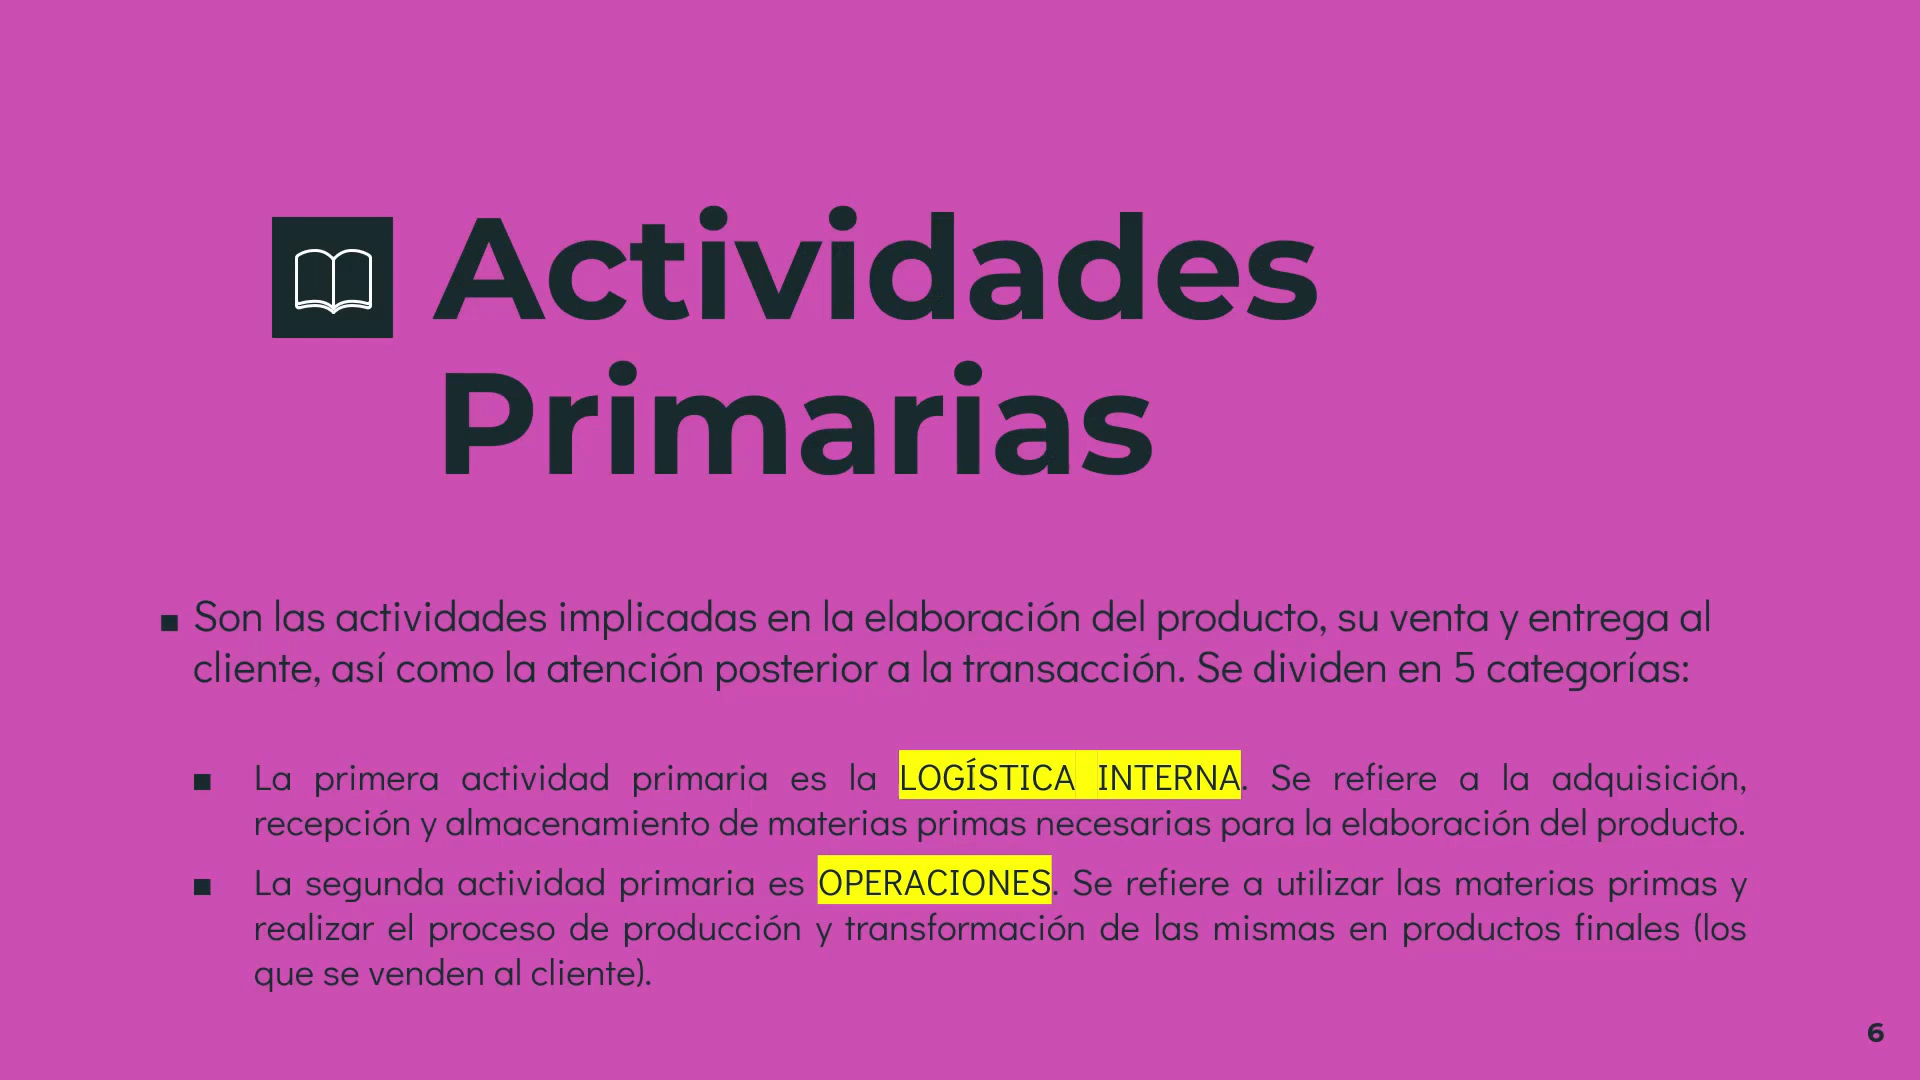 Actividades
Primarias
■ Son las actividades implicadas en la elaboración del producto, su venta y entrega al
cliente, así como la atención posterior a la transacción. Se dividen en 5 categorías:
■ La primera actividad primaria es la LOGÍSTICA INTERNA. Se refiere a la adquisición,
recepción y almacenamiento de materias primas necesarias para la elaboración del producto.
■ La segunda actividad primaria es OPERACIONES. Se refiere a utilizar las materias primas y
realizar el proceso de producción y transformación de las mismas en productos finales (los
que se venden al cliente).
6